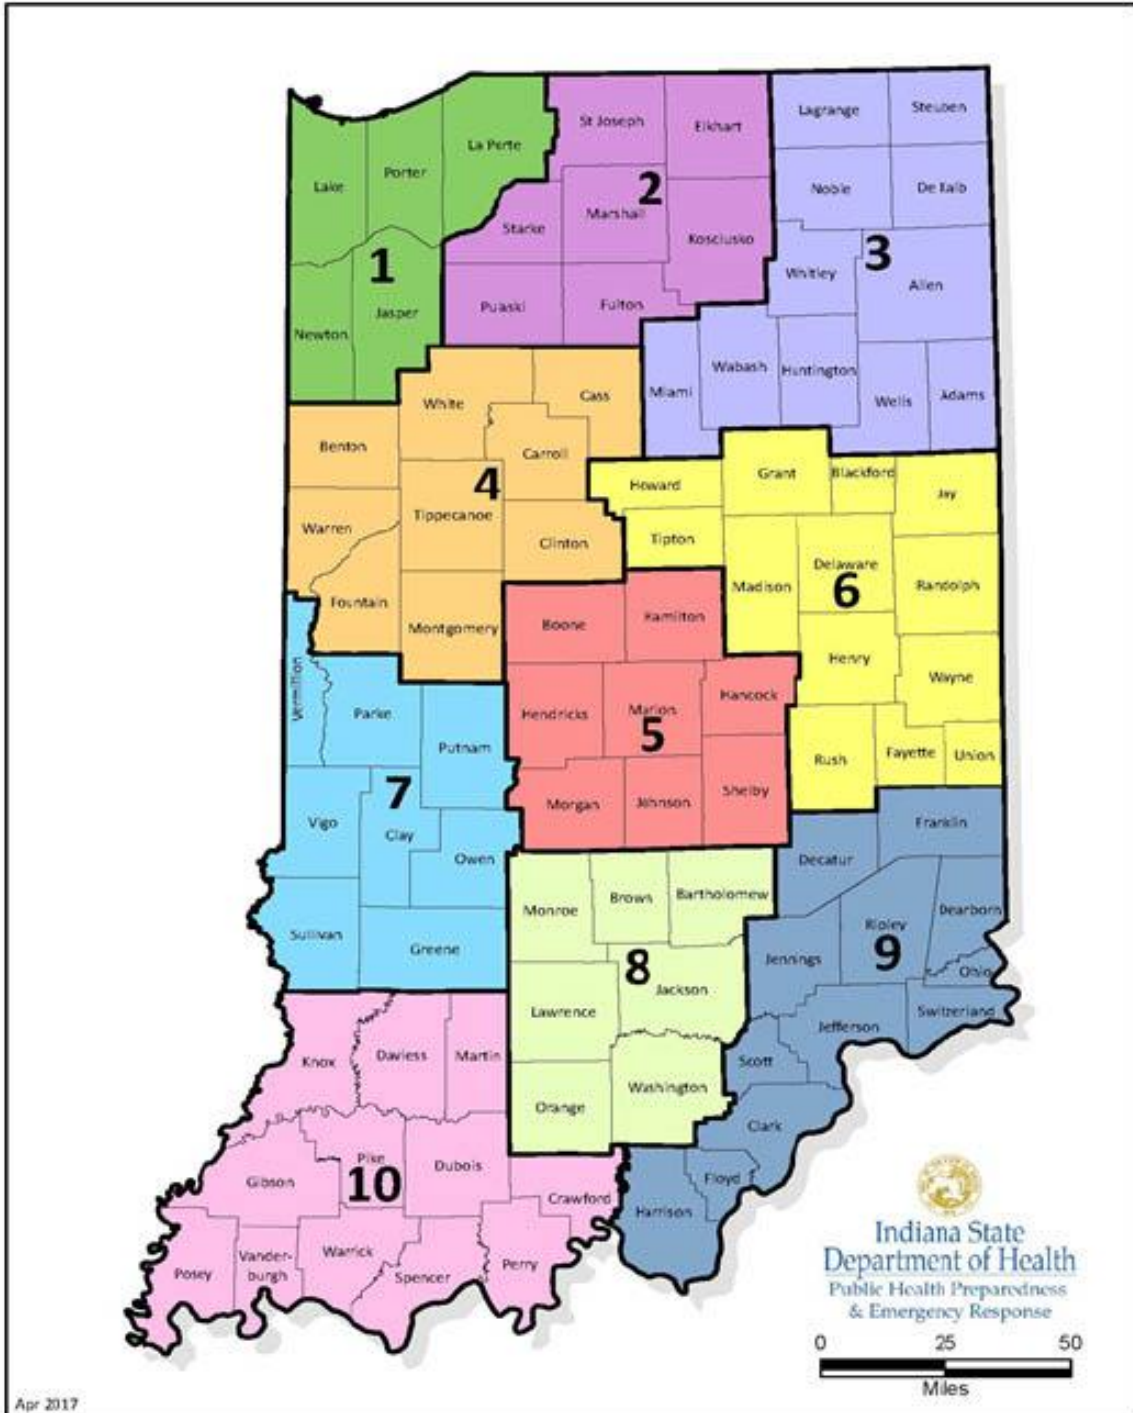 Lake
Porter
La Porte
St Joseph
Elkhart
Lagrange
Steuben
Noble
De Kalb
Starke
Marshall
2
Kosciusko
1
Newton
Jasper
Puaski
Fulton
Whitley
3
Allen
Miami
Wabash
Huntington
Wells
Adams
White
Cass
Benton
Carroll
4
Warren
Tippecanoe
Clinton
Fountain
Montgomery
Howard
Grant
Blackford
Jay
Tipton
Madison
Delaware
6
Randolph
Henry
Wayne
Rush
Fayette
Union
Boone
Hamilton
Hendricks
Marion
5
Hancock
Morgan
Johnson
Shelby
Vermillion
Parke
Putnam
7
Vigo
Clay
Owen
Sullivan
Greene
Monroe
Brown
Bartholomew
8
Jackson
Lawrence
Orange
Washington
Decatur
Franklin
Ripley
Dearborn
9
Jennings
Ohio
Switzerland
Jefferson
Scott
Clark
Floyd
Harrison
Knox
Daviess
Martin
Gibson
Pike
10
Dubois
Crawford
Posey
Vander-
burgh
Warrick
Spencer
Perry
Indiana State
Department of Health
Public Health Preparedness
& Emergency Response
0 25 50
Miles
Apr 2017